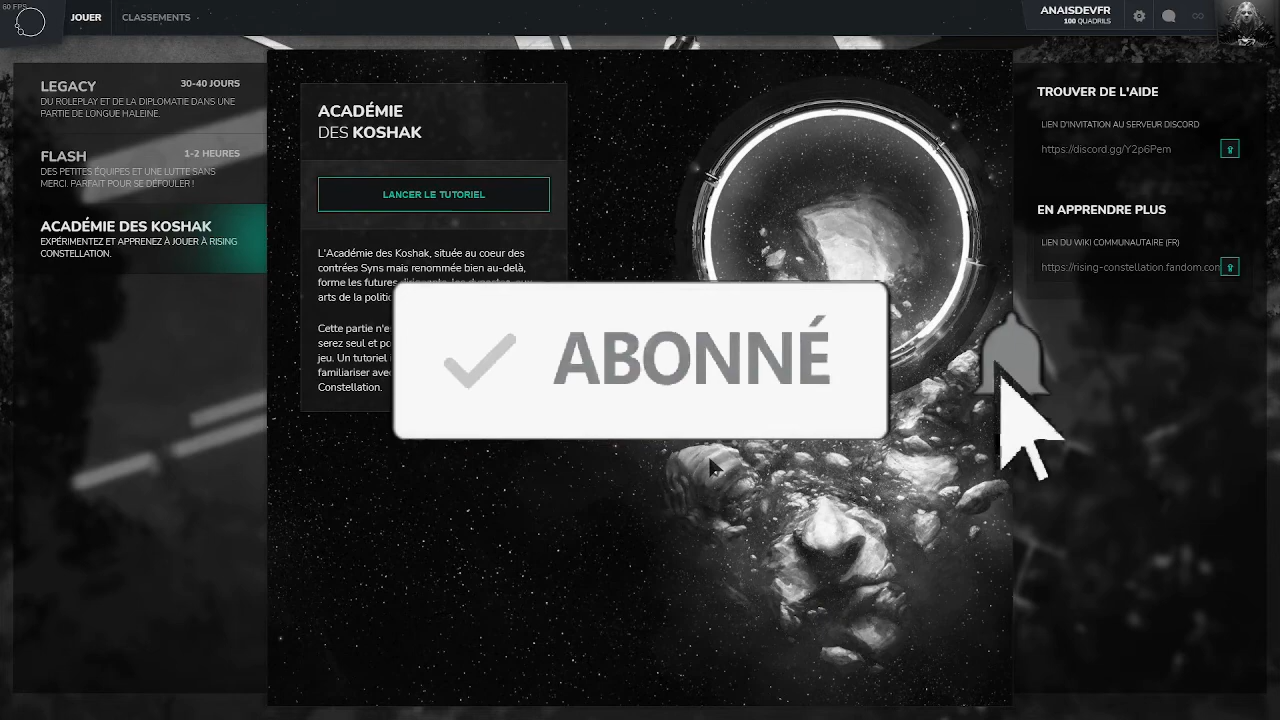 60 FPS
JOUER
CLASSEMENTS
ANAISDEVFR
100 QUADRILS
LEGACY
30-40 JOURS
DU ROLEPLAY ET DE LA DIPLOMATIE DANS UNE
PARTIE DE LONGUE HALEINE.
FLASH
1-2 HEURES
DES PETITES ÉQUIPES ET UNE LUTTE SANS
MERCI. PARFAIT POUR SE DÉFOULER !
ACADÉMIE DES KOSHAK
EXPÉRIMENTEZ ET APPRENEZ À JOUER À RISING
CONSTELLATION.
ACADÉMIE
DES KOSHAK
LANCER LE TUTORIEL
L'Académie des Koshak, située au coeur des
contrées Syns mais renommée bien au-delà,
forme les futures dirigeants, les
arts de la
Cette partie
serez seul et
jeu. Un tutoriel
familiariser
Constellation.
ABONNÉ
TROUVER DE L'AIDE
LIEN D'INVITATION AU SERVEUR DISCORD
https://discord.gg/Y2p6Pem
EN APPRENDRE PLUS
LIEN DU WIKI COMMUNAUTAIRE (FR)
https://rising-constellation.fandom.con